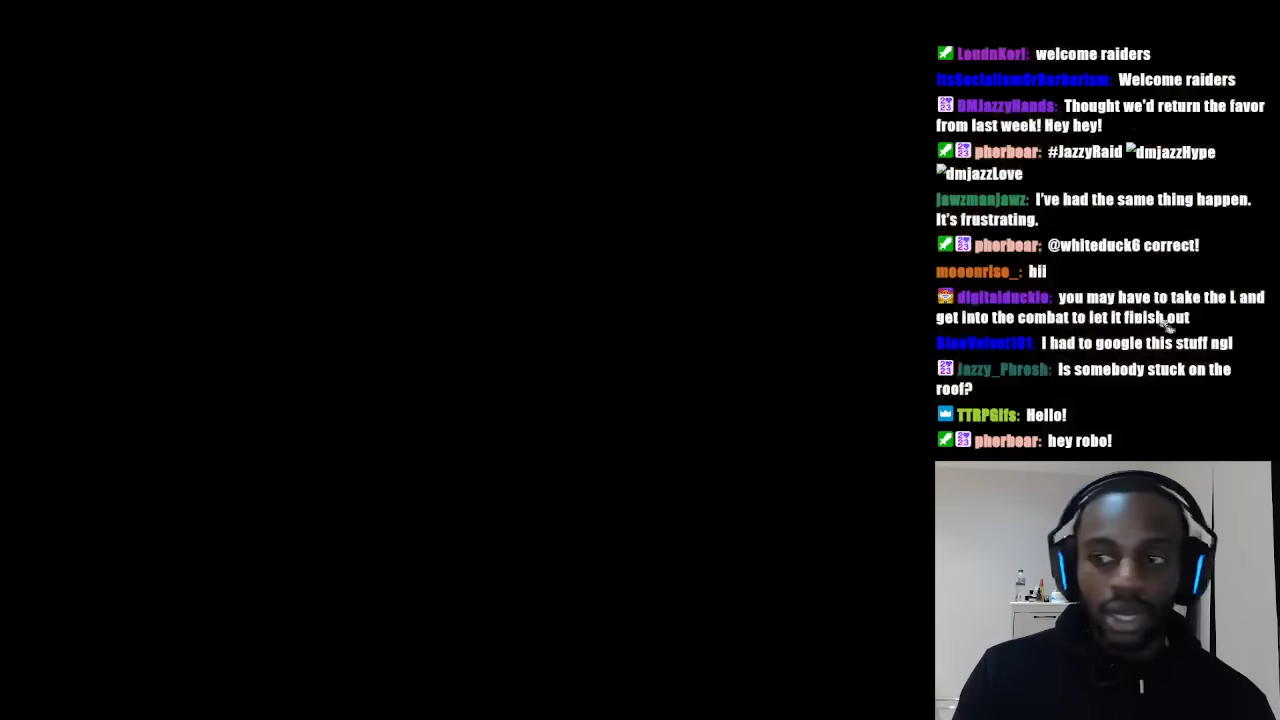 LoudnKorl: welcome raiders
ItsSocialismOrBarbarism: Welcome raiders
DMJazzyHands: Thought we'd return the favor
from last week! Hey hey!
pherbear: #JazzyRaid dmjazzHype
dmjazzLove
jawzmanjawz: I've had the same thing happen.
It's frustrating.
pherbear: @whiteduck6 correct!
mooonrise_: hii
digitalduckie: you may have to take the L and
get into the combat to let it finish out
BlueVelvet101: I had to google this stuff ngl
Jazzy_Phresh: Is somebody stuck on the
roof?
TTRPGifs: Hello!
pherbear: hey robo!